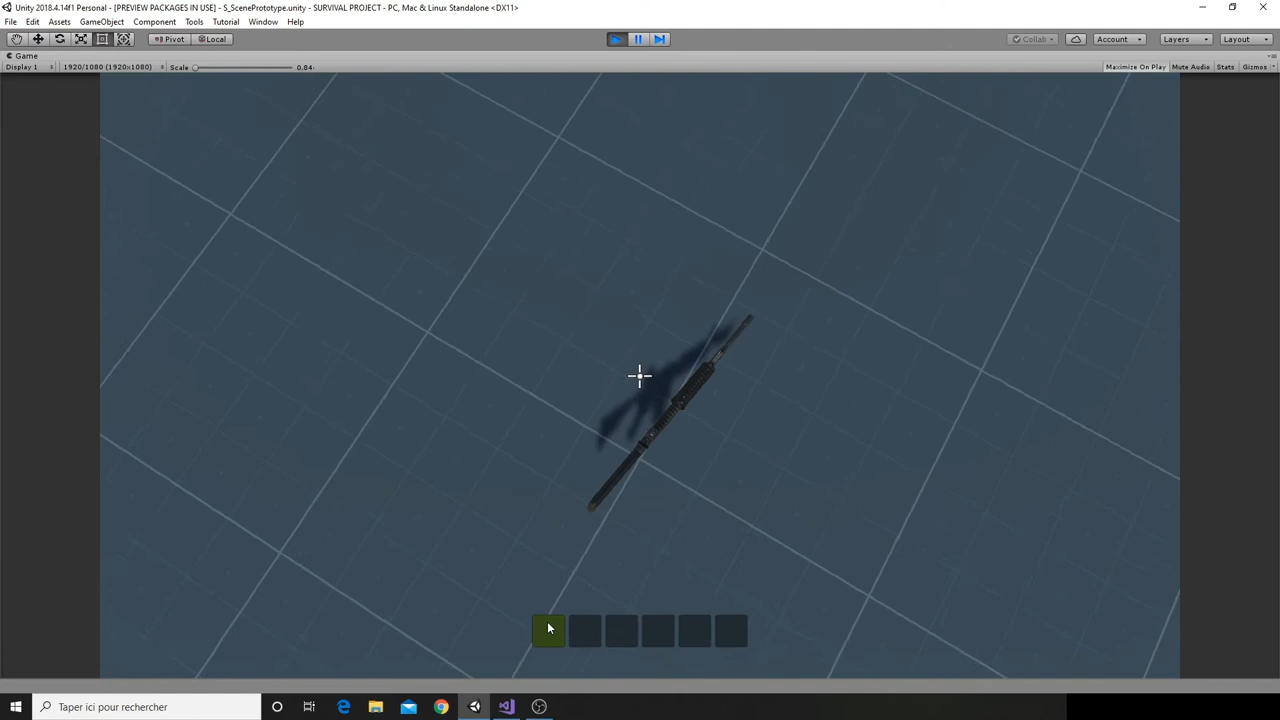 Unity 2018.4.14f1 Personal - [PREVIEW PACKAGES IN USE] - S_ScenePrototype.unity - SURVIVAL PROJECT - PC, Mac & Linux Standalone <DX11>
File Edit Assets GameObject Component Tools Tutorial Window Help
Pivot Local Collab Account Layers Layout
Game
Display 1 1920/1080 (1920x1080) Scale 0.84 Maximize On Play Mute Audio Stats Gizmos
Taper ici pour rechercher